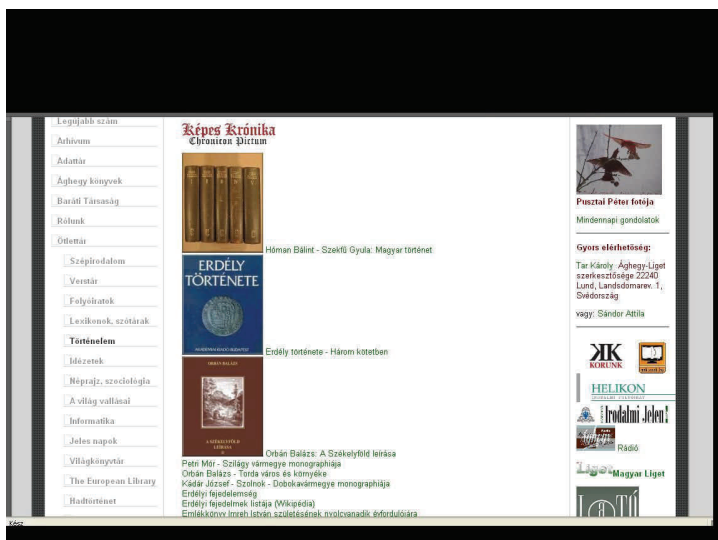 Legújabb szám
Arhívum
Adattár
Ághegy könyvek
Baráti Társaság
Rólunk
Ötlettár
Szépirodalom
Verstár
Folyóiratok
Lexikonok, szótárak
Történelem
Idézetek
Néprajz, szociológia
A világ vallásai
Informatika
Jeles napok
Világkönyvtár
The European Library
Hadtörténet
Képes Krónika
Chronicon Pictum
Hóman Bálint - Szekfű Gyula: Magyar történet
ERDÉLY
TÖRTÉNETE
AKADÉMIAI KIADÓ BUDAPEST
Erdély története - Három kötetben
ORBÁN BALÁZS
A SZÉKELYFÖLD
LEÍRÁSA
Orbán Balázs: A Székelyföld leírása
Petri Mór - Szilágy vármegye monographiája
Orbán Balázs - Torda város és környéke
Kádár József - Szolnok - Dobokavármegye monographiája
Erdélyi fejedelemség
Erdélyi fejedelmek listája (Wikipédia)
Emlékkönyv Imreh István születésének nyolcvanadik évfordulójára
Pusztai Péter fotója
Mindennapi gondolatok
Gyors elérhetőség:
Tar Károly Ághegy-Liget
szerkesztősége 22240
Lund, Landsdomarev. 1,
Svédország
vagy: Sándor Attila
KORUNK
HELIKON
Irodalmi Jelen
Rádió
Liget Magyar Liget
LATÓ
Kész